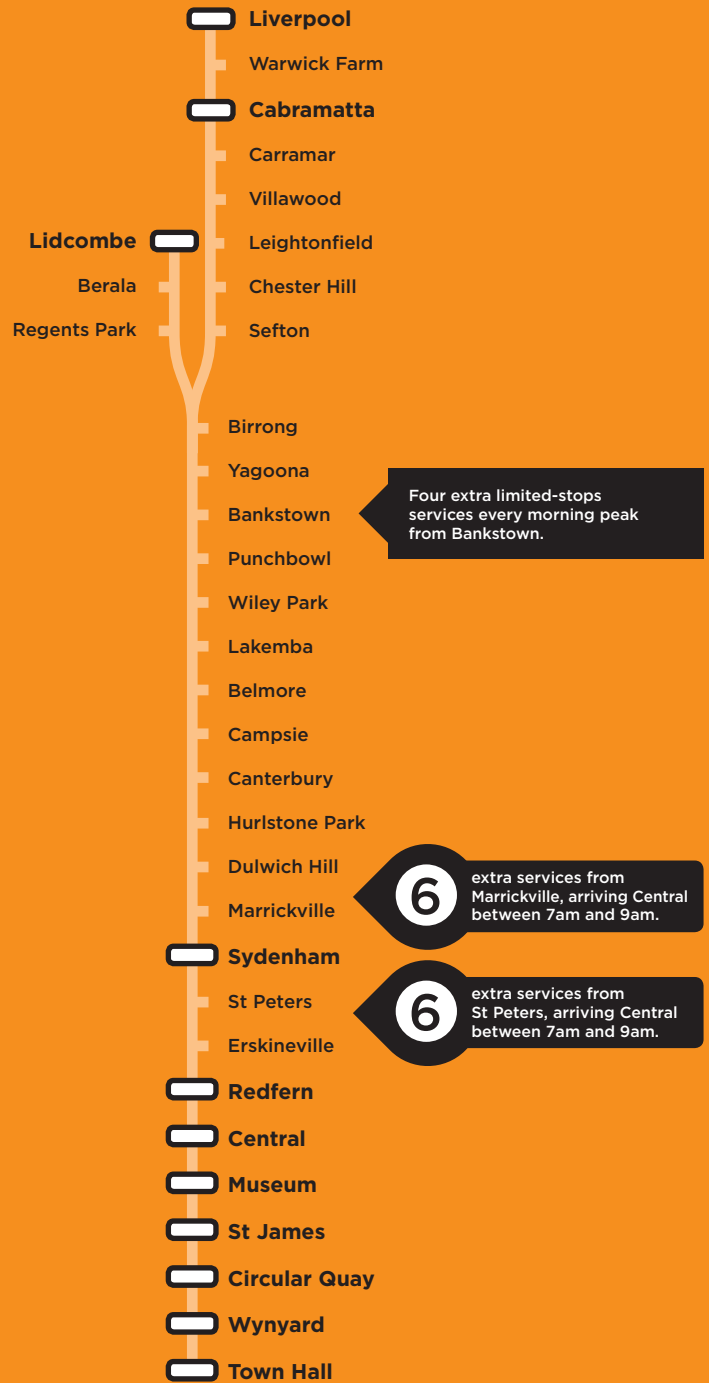 Liverpool
Warwick Farm
Cabramatta
Carramar
Villawood
Lidcombe
Leightonfield
Berala
Chester Hill
Regents Park
Sefton
Birrong
Yagoona
Bankstown
Four extra limited-stops
services every morning peak
from Bankstown.
Punchbowl
Wiley Park
Lakemba
Belmore
Campsie
Canterbury
Hurlstone Park
Dulwich Hill
Marrickville
6
extra services from
Marrickville, arriving Central
between 7am and 9am.
Sydenham
St Peters
6
extra services from
St Peters, arriving Central
between 7am and 9am.
Erskineville
Redfern
Central
Museum
St James
Circular Quay
Wynyard
Town Hall